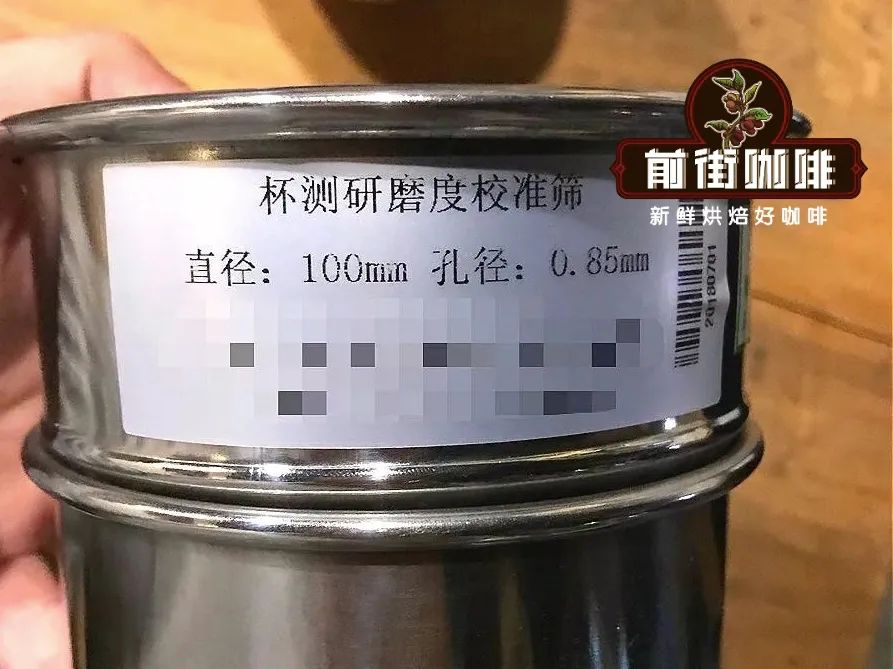 前街咖啡
新鲜烘焙好咖啡
杯测研磨度校准筛
直径：100mm 孔径：0.85mm
20180701